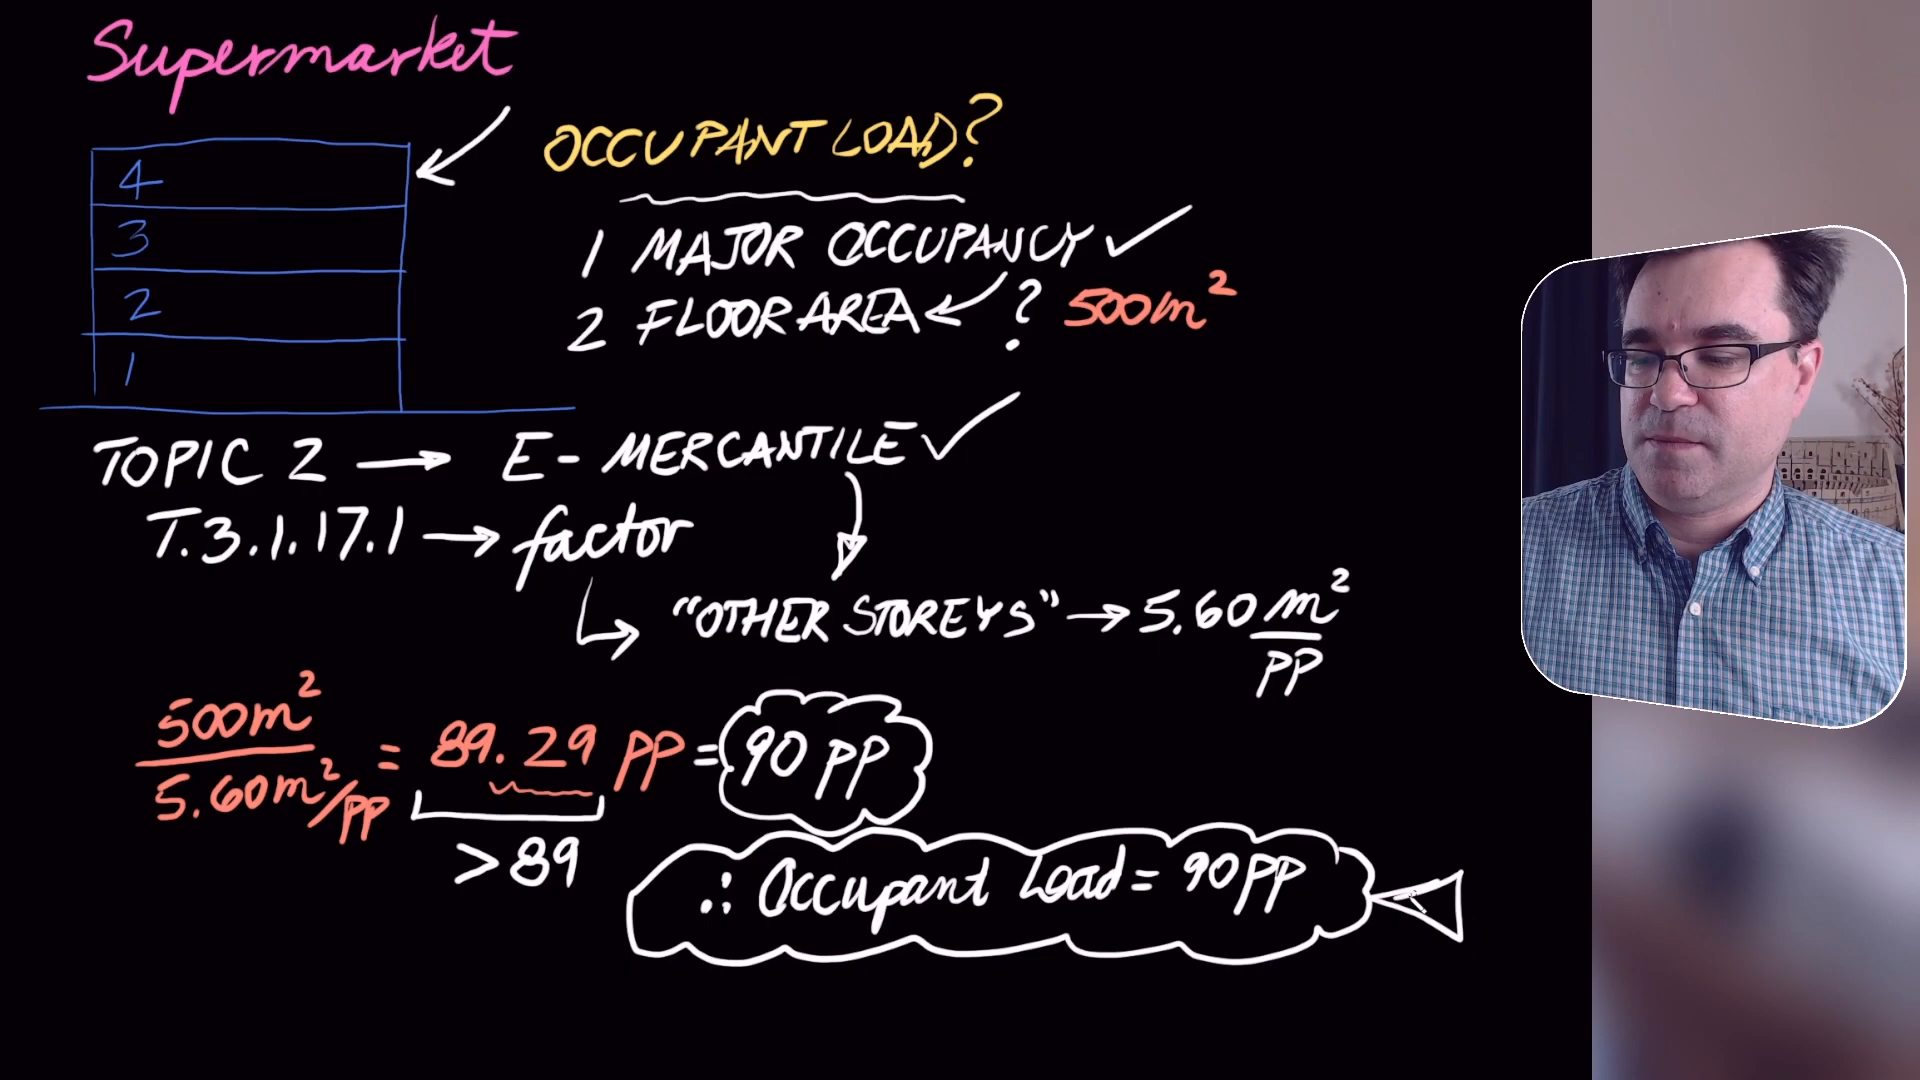 Supermarket
4
3
2
1
OCCUPANT LOAD?
1 MAJOR OCCUPANCY ✓
2 FLOOR AREA ← ? 500m²
TOPIC 2 → E - MERCANTILE ✓
T.3.1.17.1 → factor
"OTHER STOREYS" → 5.60 m²/pp
500m² / 5.60m²/pp = 89.29 pp = 90 pp
> 89
∴ Occupant Load = 90 pp